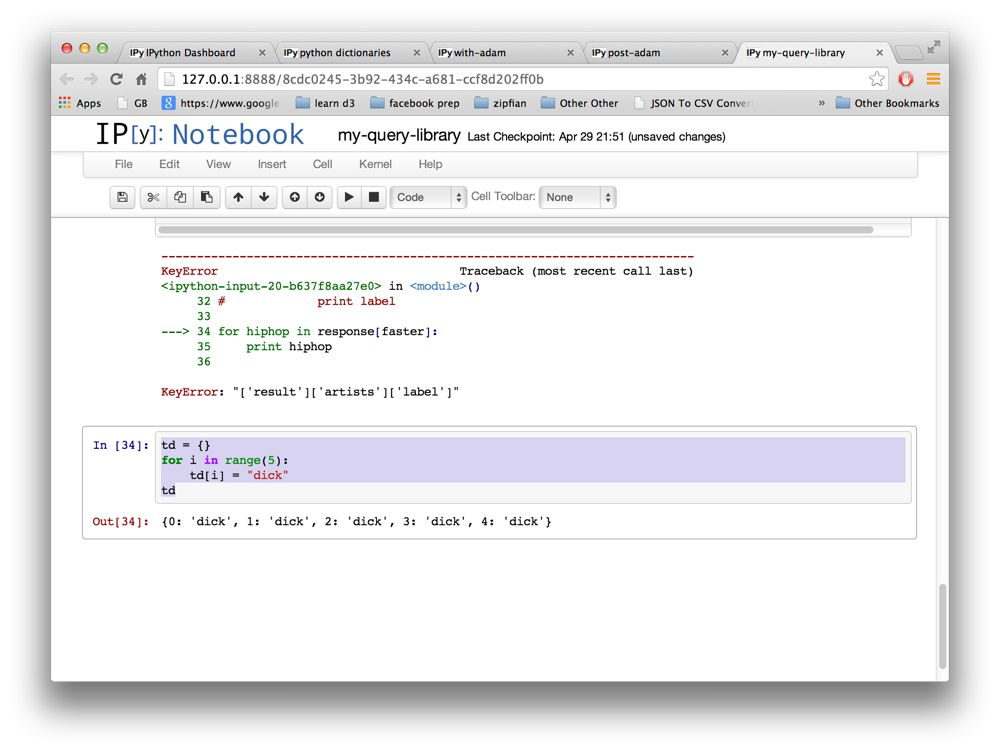 IPy IPython Dashboard
IPy python dictionaries
IPy with-adam
IPy post-adam
IPy my-query-library
127.0.0.1:8888/8cdc0245-3b92-434c-a681-ccf8d202ff0b
Apps GB https://www.google. learn d3 facebook prep zipfian Other Other JSON To CSV Conver » Other Bookmarks
IP[y]: Notebook my-query-library Last Checkpoint: Apr 29 21:51 (unsaved changes)
File Edit View Insert Cell Kernel Help
Code Cell Toolbar: None
---------------------------------------------------------------------------
KeyError Traceback (most recent call last)
<ipython-input-20-b637f8aa27e0> in <module>()
32 # print label
33
---> 34 for hiphop in response[faster]:
35 print hiphop
36
KeyError: "['result']['artists']['label']"
In [34]: td = {}
for i in range(5):
td[i] = "dick"
td
Out[34]: {0: 'dick', 1: 'dick', 2: 'dick', 3: 'dick', 4: 'dick'}